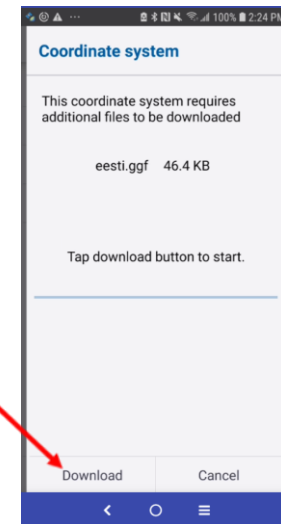 100% 2:24 PM
Coordinate system
This coordinate system requires
additional files to be downloaded
eesti.ggf 46.4 KB
Tap download button to start.
Download Cancel